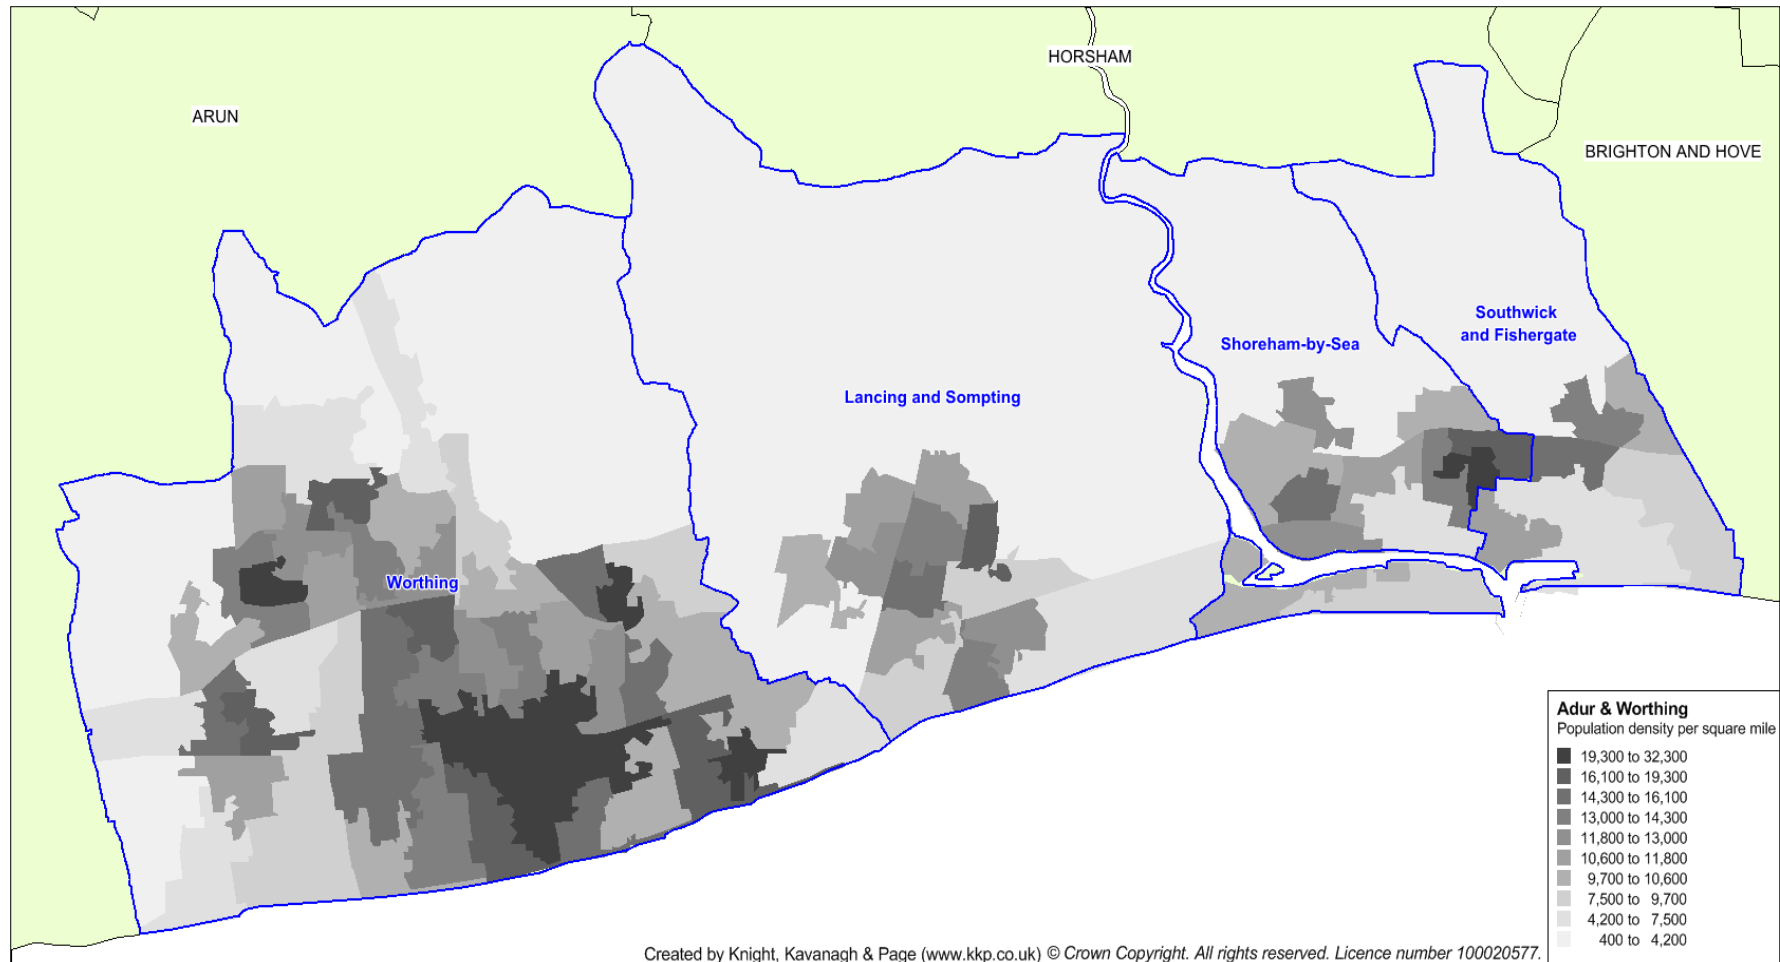 HORSHAM
ARUN
BRIGHTON AND HOVE
Southwick
and Fishergate
Shoreham-by-Sea
Lancing and Sompting
Worthing
Adur & Worthing
Population density per square mile
19,300 to 32,300
16,100 to 19,300
14,300 to 16,100
13,000 to 14,300
11,800 to 13,000
10,600 to 11,800
9,700 to 10,600
7,500 to 9,700
4,200 to 7,500
400 to 4,200
Created by Knight, Kavanagh & Page (www.kkp.co.uk) © Crown Copyright. All rights reserved. Licence number 100020577.